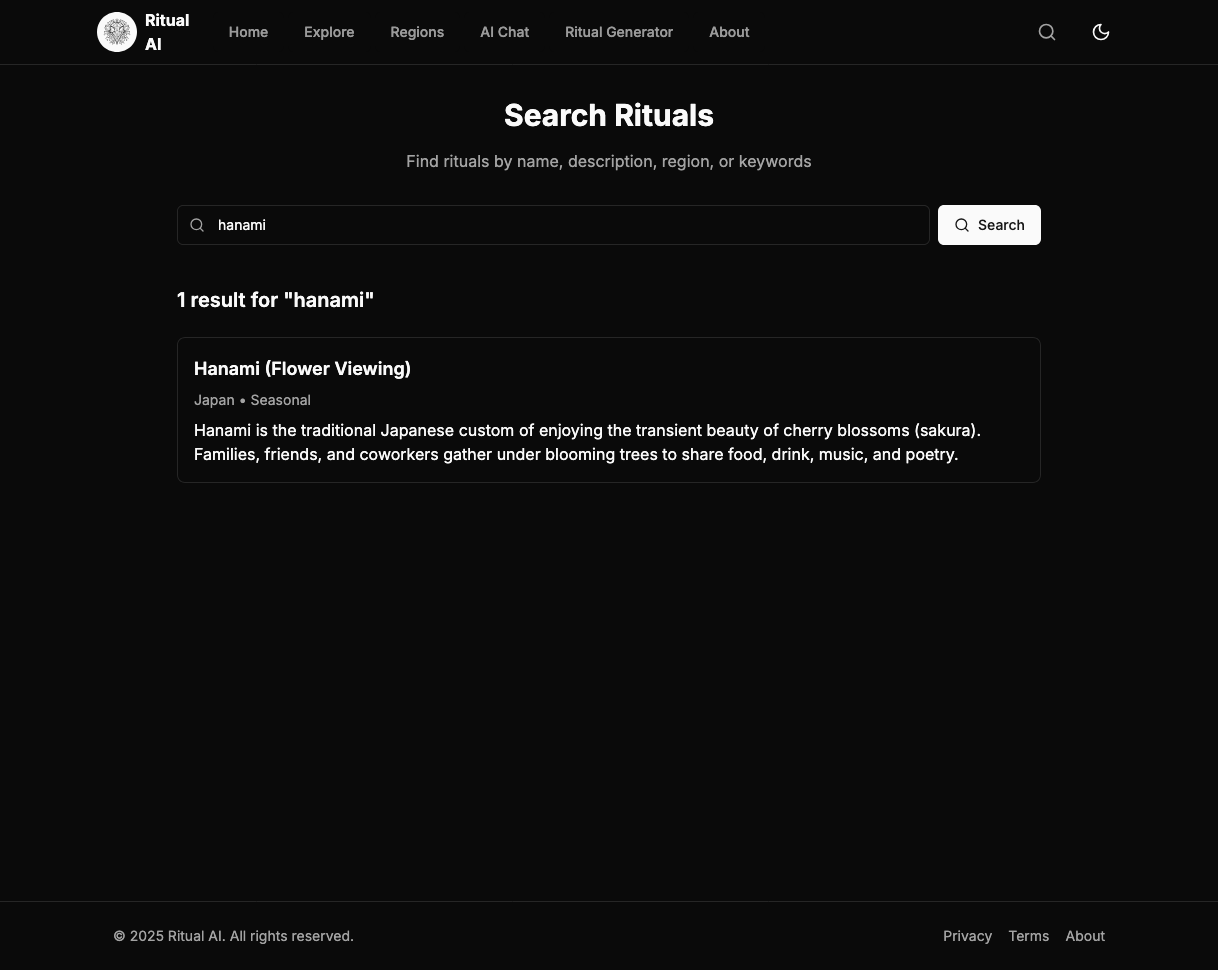 Ritual
AI
Home
Explore
Regions
AI Chat
Ritual Generator
About
Search Rituals
Find rituals by name, description, region, or keywords
hanami
Search
1 result for "hanami"
Hanami (Flower Viewing)
Japan • Seasonal
Hanami is the traditional Japanese custom of enjoying the transient beauty of cherry blossoms (sakura).
Families, friends, and coworkers gather under blooming trees to share food, drink, music, and poetry.
© 2025 Ritual AI. All rights reserved.
Privacy
Terms
About